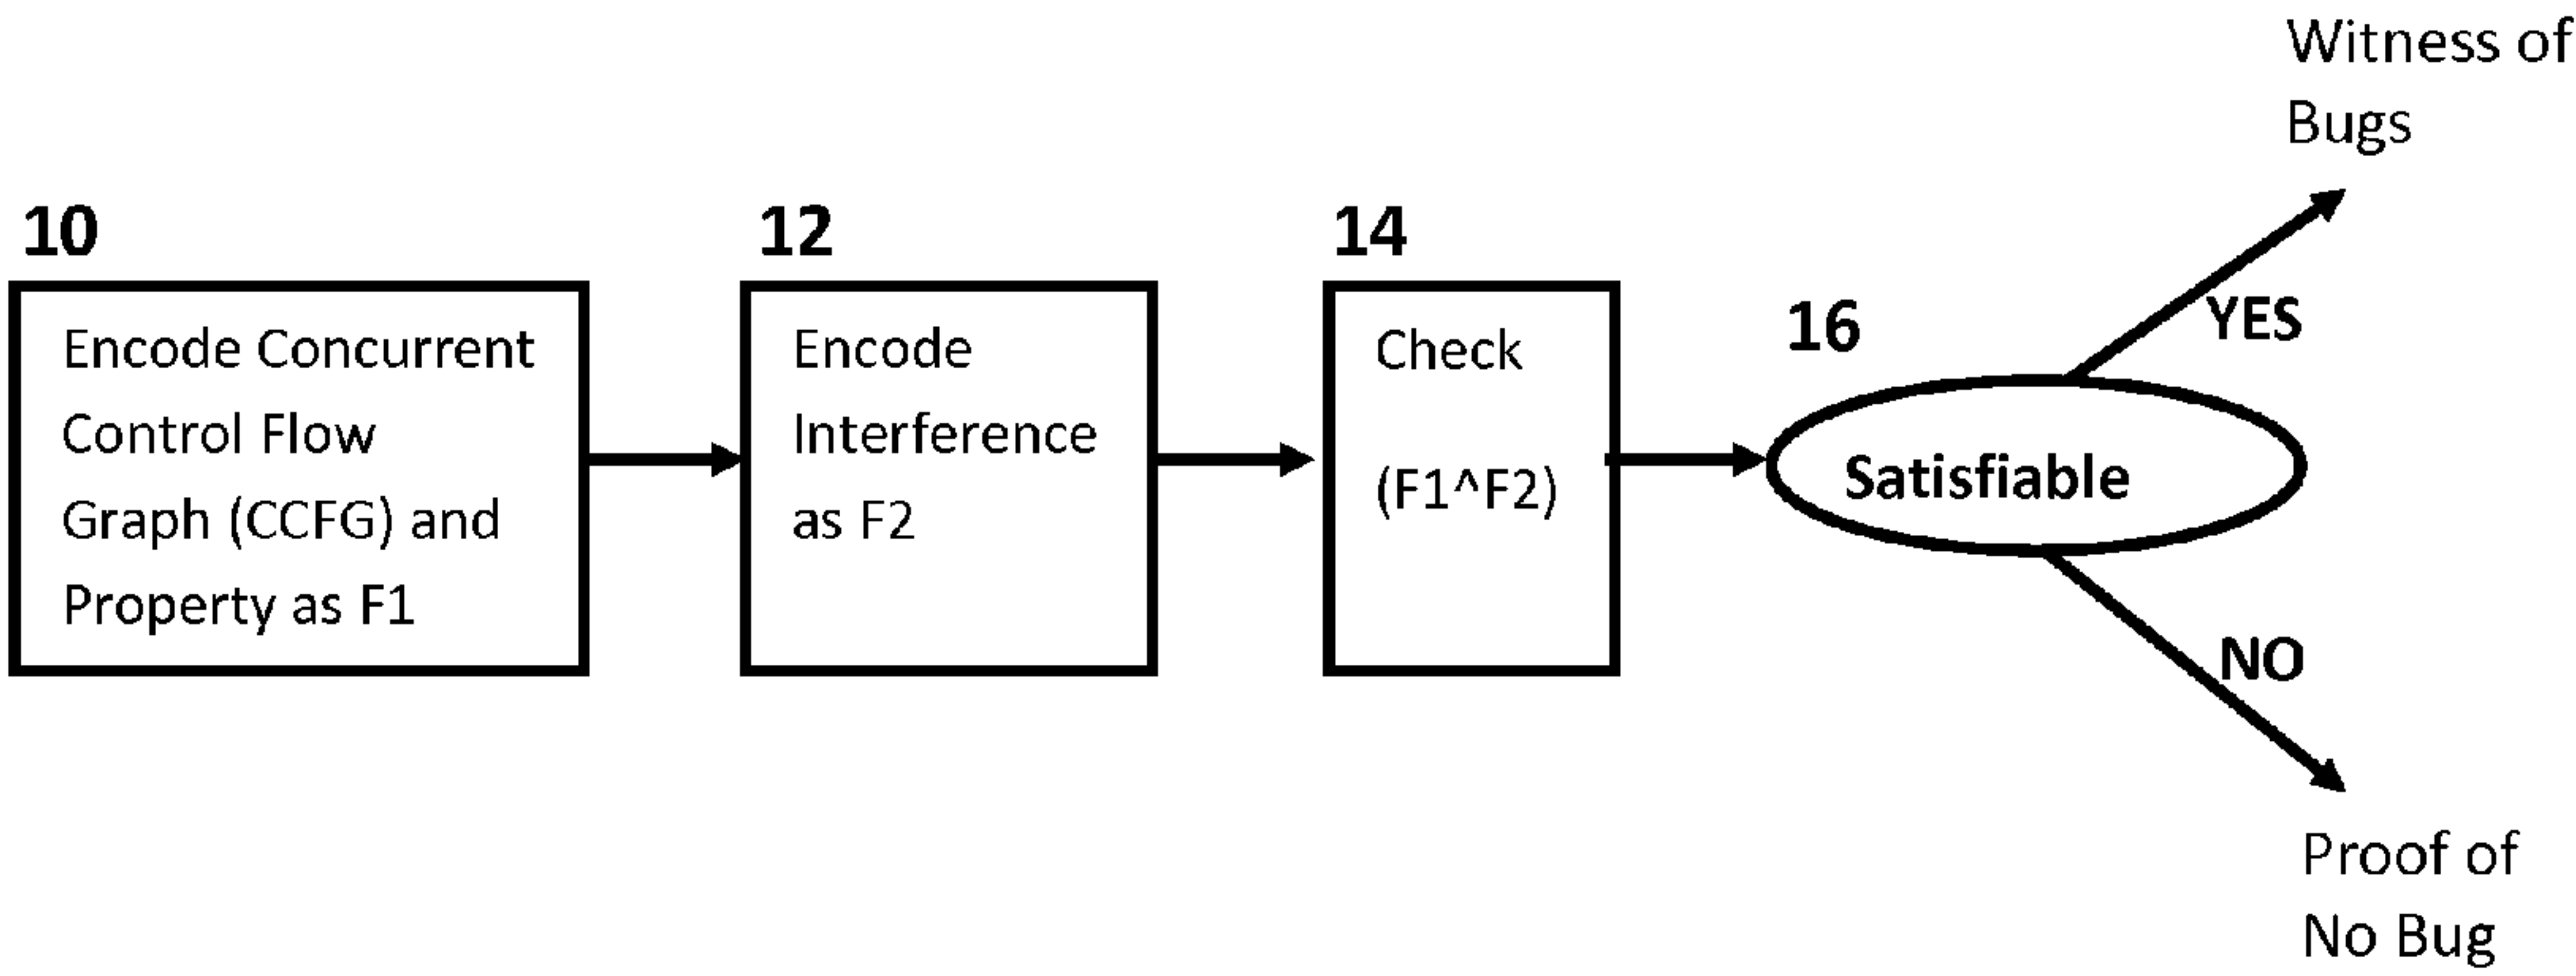 10
Encode Concurrent
Control Flow
Graph (CCFG) and
Property as F1
12
Encode
Interference
as F2
14
Check
(F1^F2)
16
Satisfiable
YES
Witness of
Bugs
NO
Proof of
No Bug